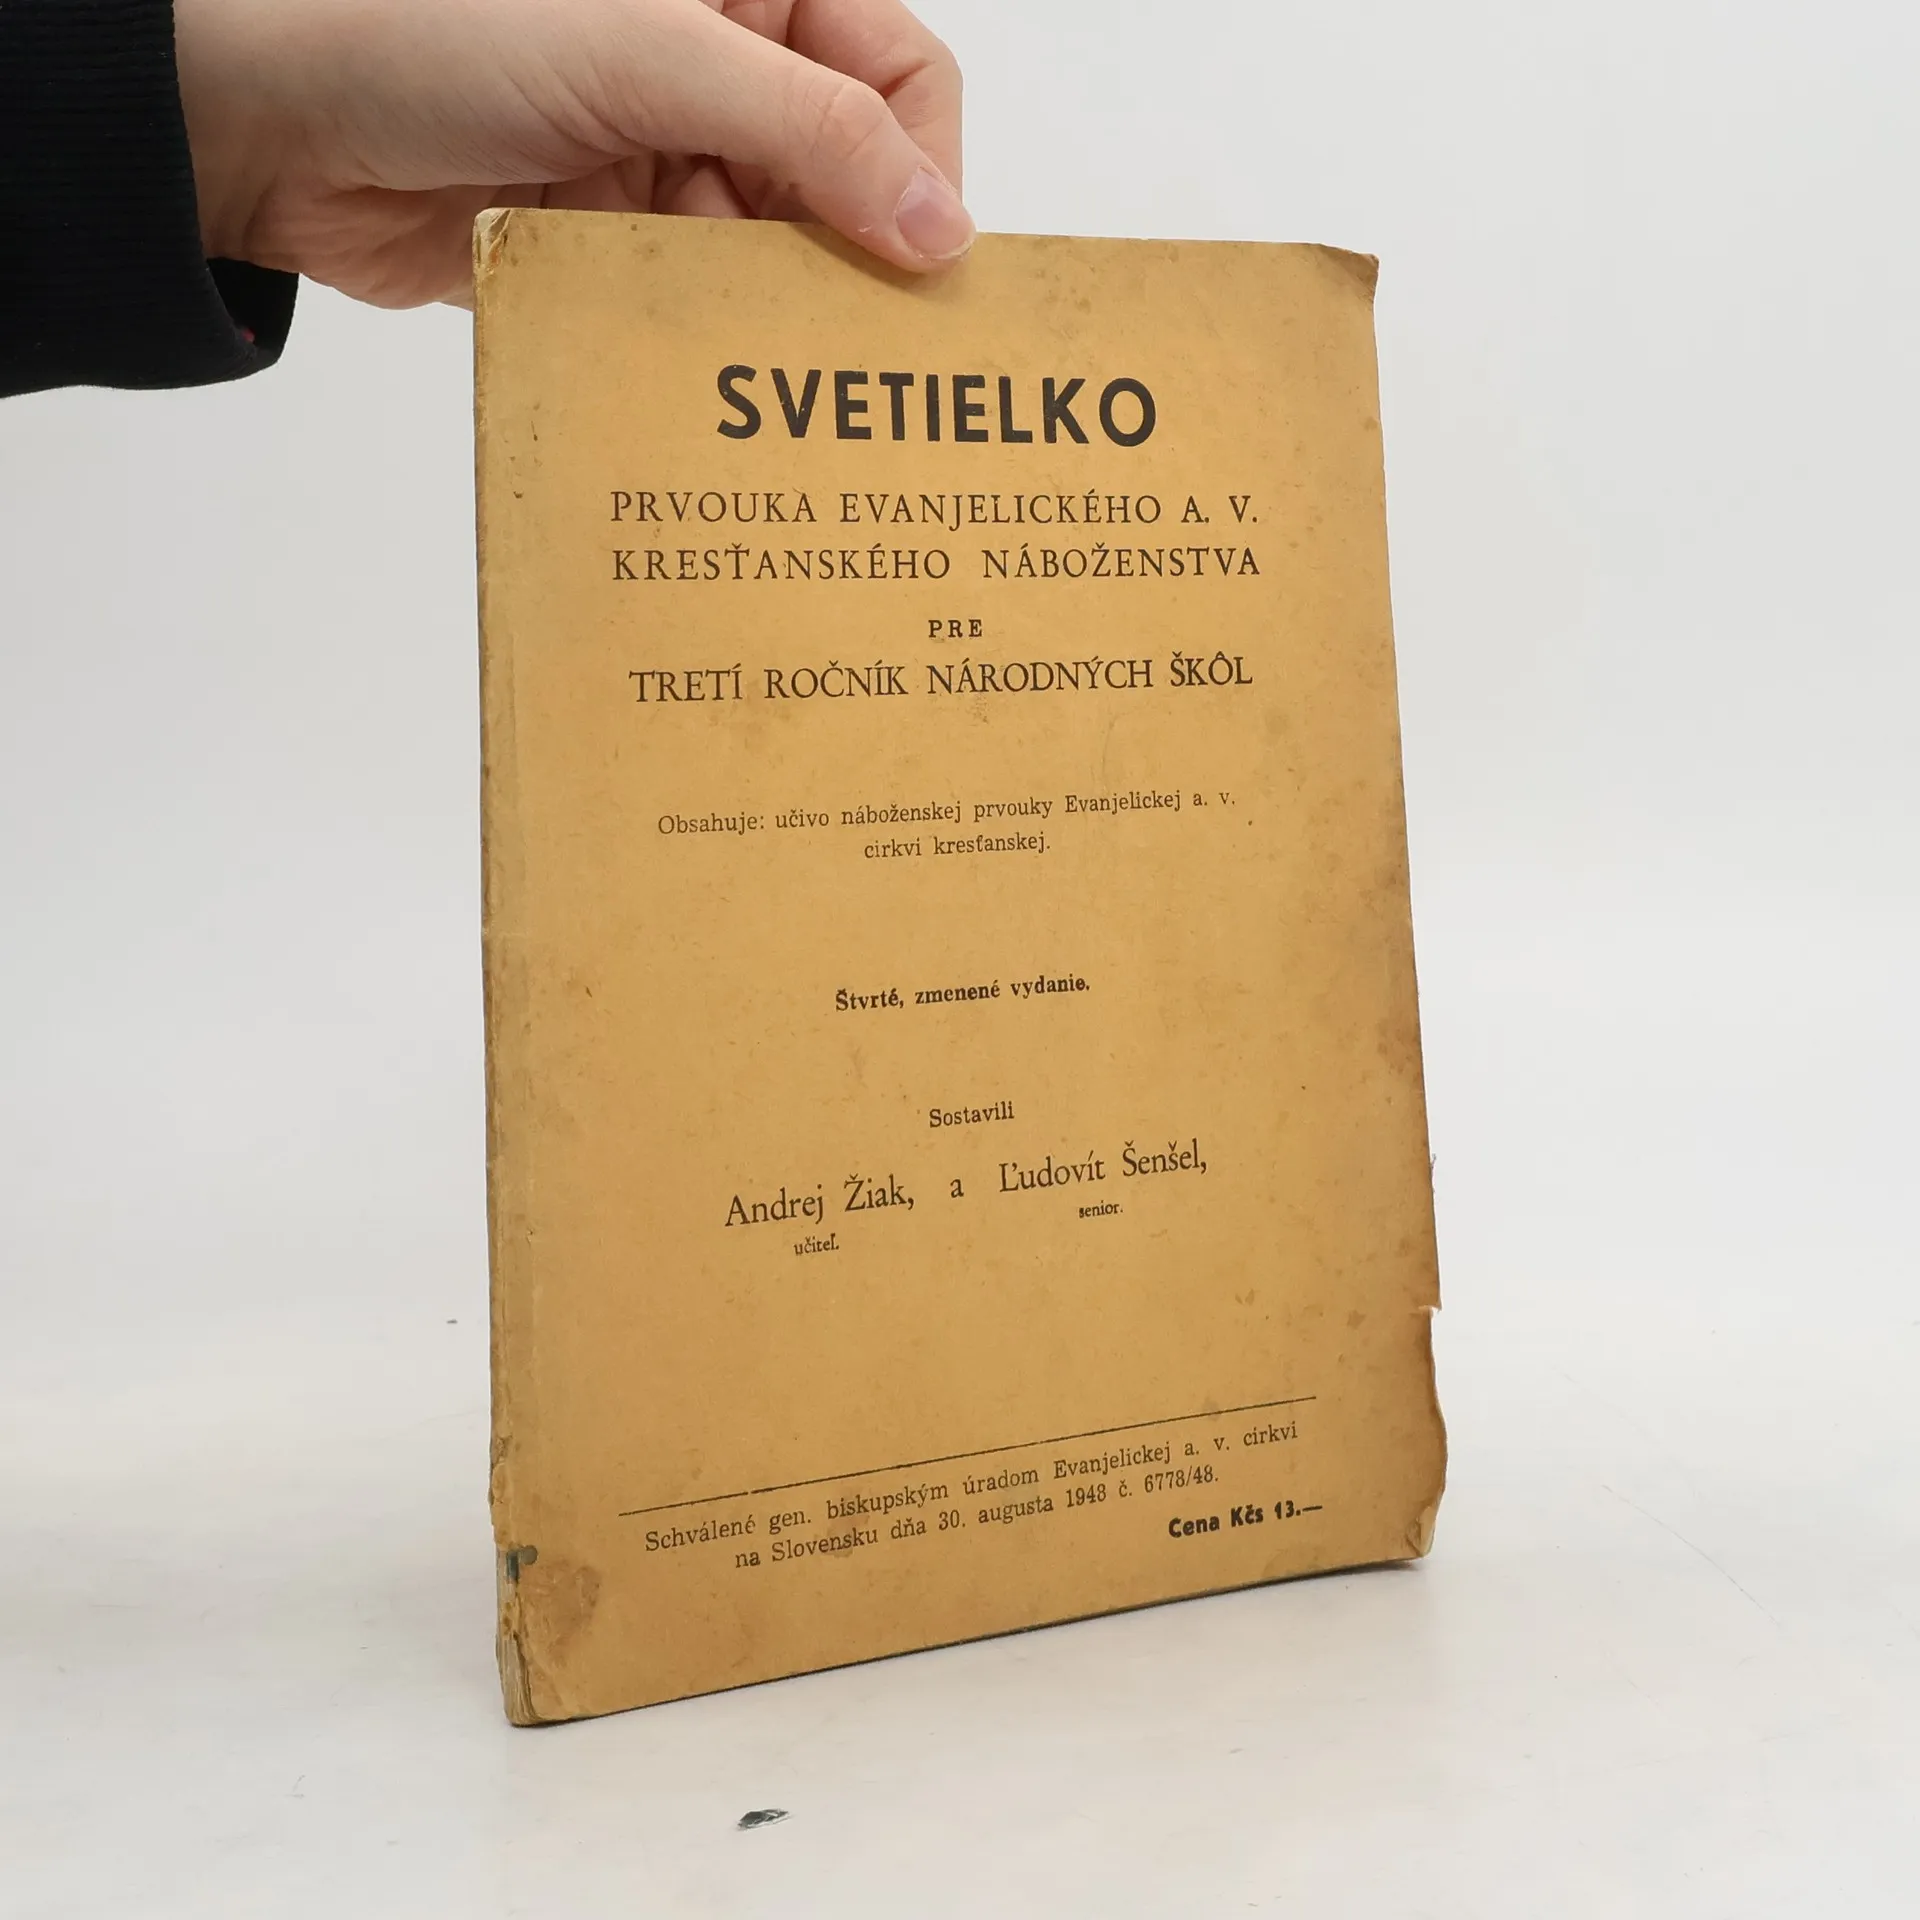 SVETIELKO
PRVOUKA EVANJELICKÉHO A. V.
KRESŤANSKÉHO NÁBOŽENSTVA
PRE
TRETÍ ROČNÍK NÁRODNÝCH ŠKÔL
Obsahuje: učivo náboženskej prvouky Evanjelickej a. v.
cirkvi kresťanskej.
Štvrté, zmenené vydanie.
Sostavili
Andrej Žiak, a Ľudovít Šenšel,
učiteľ. senior.
Schválené gen. biskupským úradom Evanjelickej a. v. cirkvi
na Slovensku dňa 30. augusta 1948 č. 6778/48.
Cena Kčs 13.—